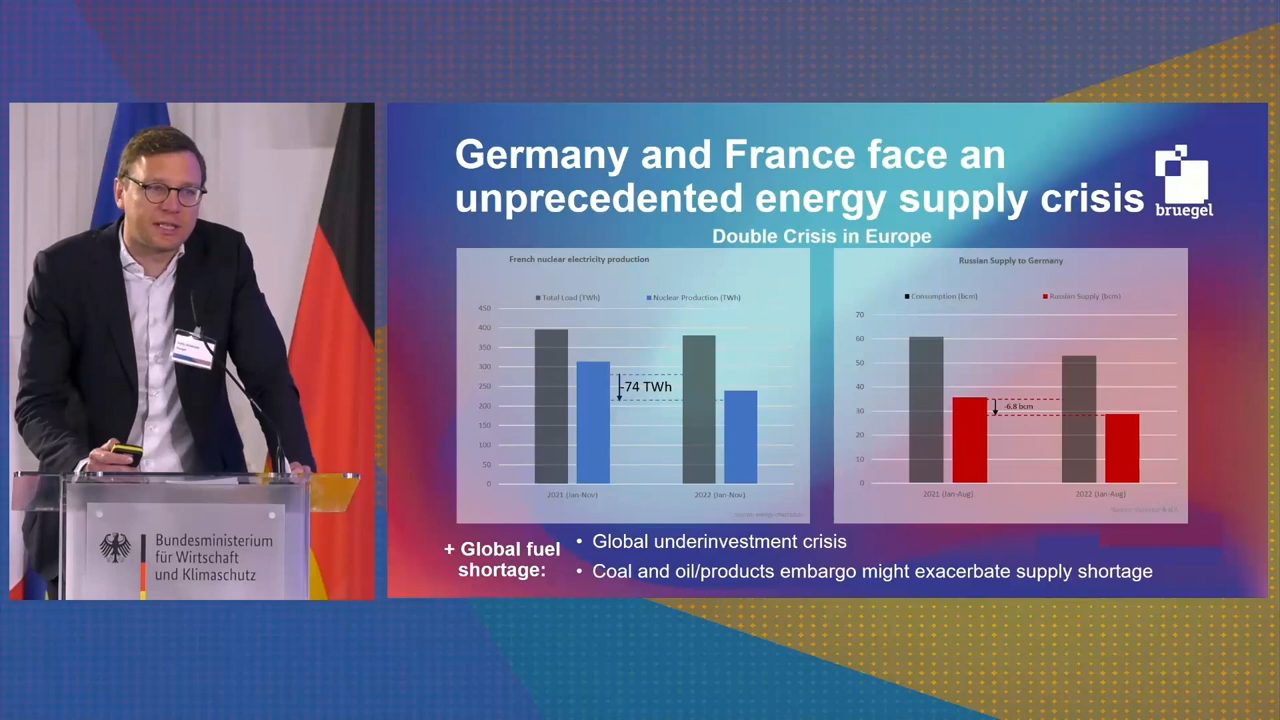 Germany and France face an
unprecedented energy supply crisis
bruegel
Double Crisis in Europe
French nuclear electricity production
Total Load (TWh) Nuclear Production (TWh)
450
400
350
300
250
200
150
100
50
0
-74 TWh
2021 (Jan-Nov) 2022 (Jan-Nov)
Russian Supply to Germany
Consumption (bcm) Russian Supply (bcm)
70
60
50
40
30
20
10
0
-6.8 bcm
2021 (Jan-Aug) 2022 (Jan-Aug)
+ Global fuel
shortage:
• Global underinvestment crisis
• Coal and oil/products embargo might exacerbate supply shortage
Bundesministerium
für Wirtschaft
und Klimaschutz